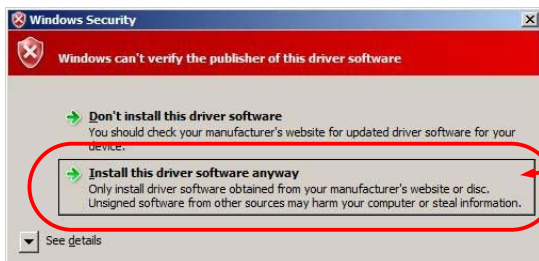 Windows Security
Windows can't verify the publisher of this driver software
Don't install this driver software
You should check your manufacturer's website for updated driver software for your
device.
Install this driver software anyway
Only install driver software obtained from your manufacturer's website or disc.
Unsigned software from other sources may harm your computer or steal information.
See details